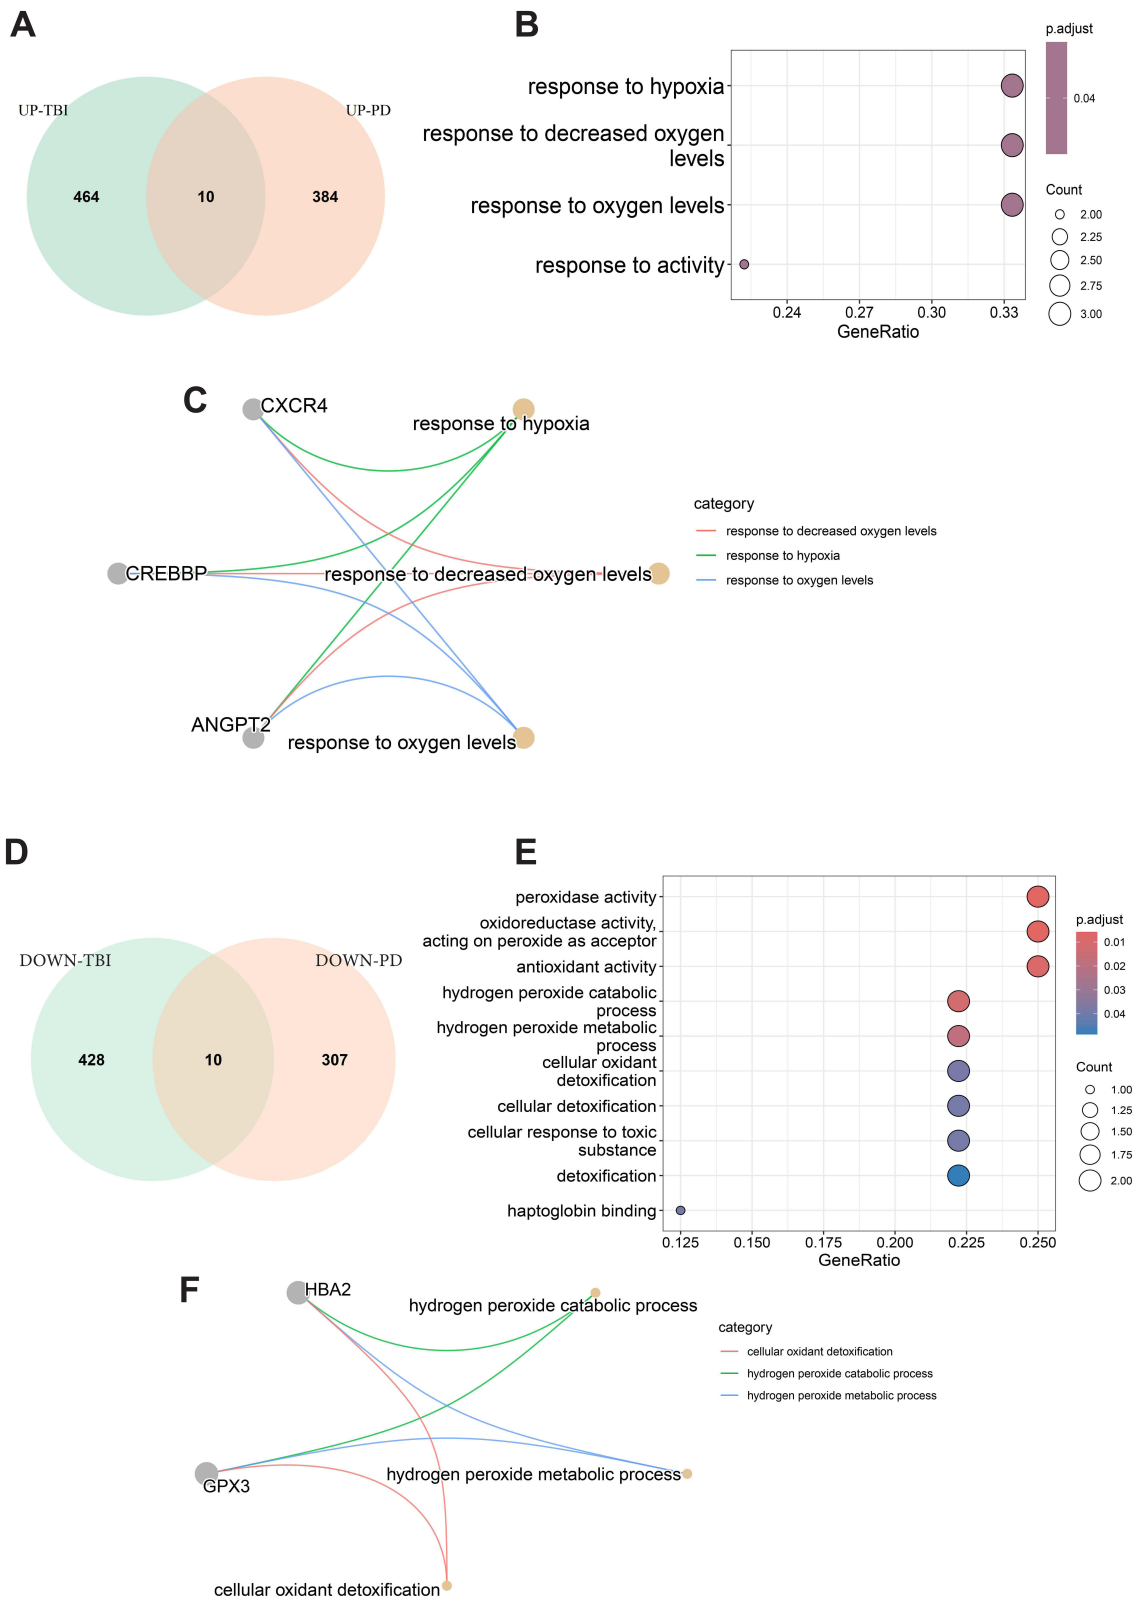 A
UP-TBI
UP-PD
464
10
384
B
response to hypoxia
response to decreased oxygen
levels
response to oxygen levels
response to activity
0.24
0.27
0.30
0.33
GeneRatio
p.adjust
0.04
Count
2.00
2.25
2.50
2.75
3.00
C
CXCR4
response to hypoxia
CREBBP
response to decreased oxygen levels
ANGPT2
response to oxygen levels
category
response to decreased oxygen levels
response to hypoxia
response to oxygen levels
D
DOWN-TBI
DOWN-PD
428
10
307
E
peroxidase activity
oxidoreductase activity,
acting on peroxide as acceptor
antioxidant activity
hydrogen peroxide catabolic
process
hydrogen peroxide metabolic
process
cellular oxidant
detoxification
cellular detoxification
cellular response to toxic
substance
detoxification
haptoglobin binding
0.125
0.150
0.175
0.200
0.225
0.250
GeneRatio
p.adjust
0.01
0.02
0.03
0.04
Count
1.00
1.25
1.50
1.75
2.00
F
HBA2
hydrogen peroxide catabolic process
GPX3
hydrogen peroxide metabolic process
cellular oxidant detoxification
category
cellular oxidant detoxification
hydrogen peroxide catabolic process
hydrogen peroxide metabolic process